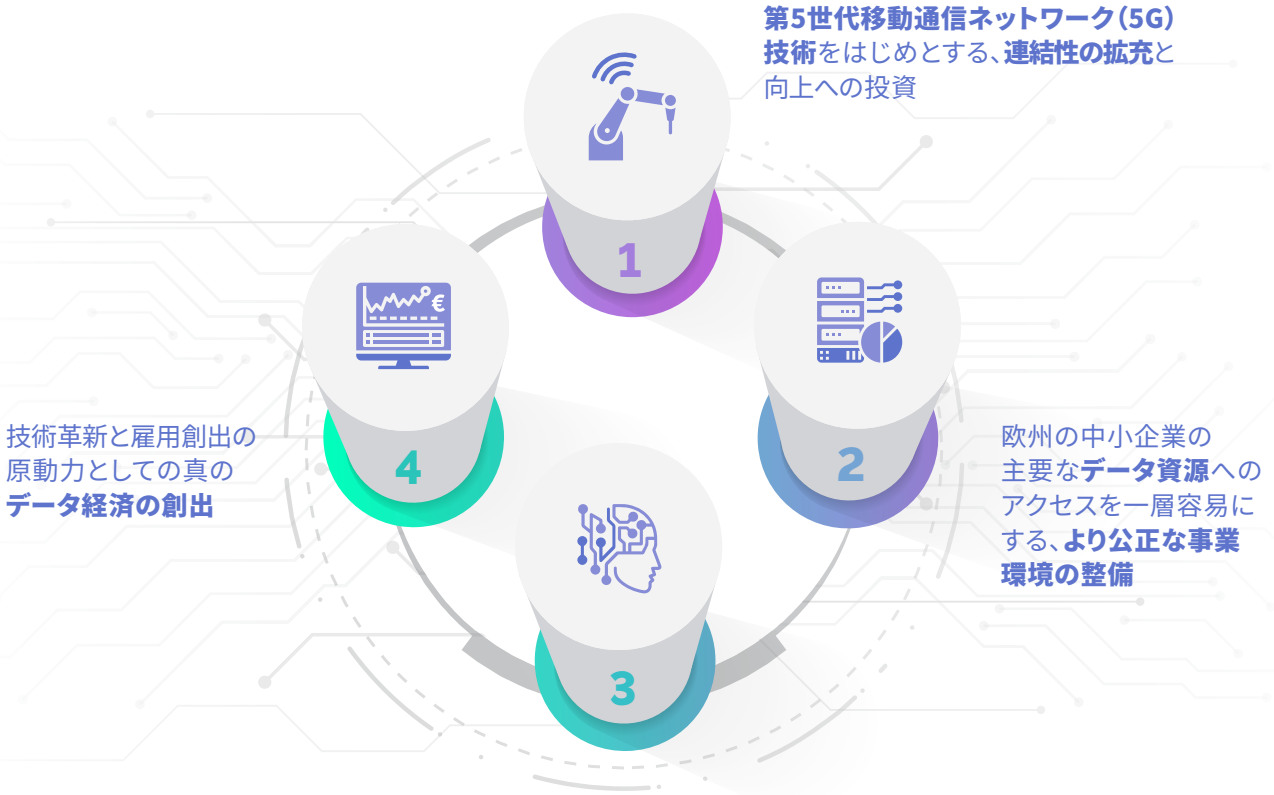 第5世代移動通信ネットワーク(5G)
技術をはじめとする、連結性の拡充と
向上への投資
1
€
4
2
技術革新と雇用創出の
原動力としての真の
データ経済の創出
欧州の中小企業の
主要なデータ資源への
アクセスを一層容易に
する、より公正な事業
環境の整備
3